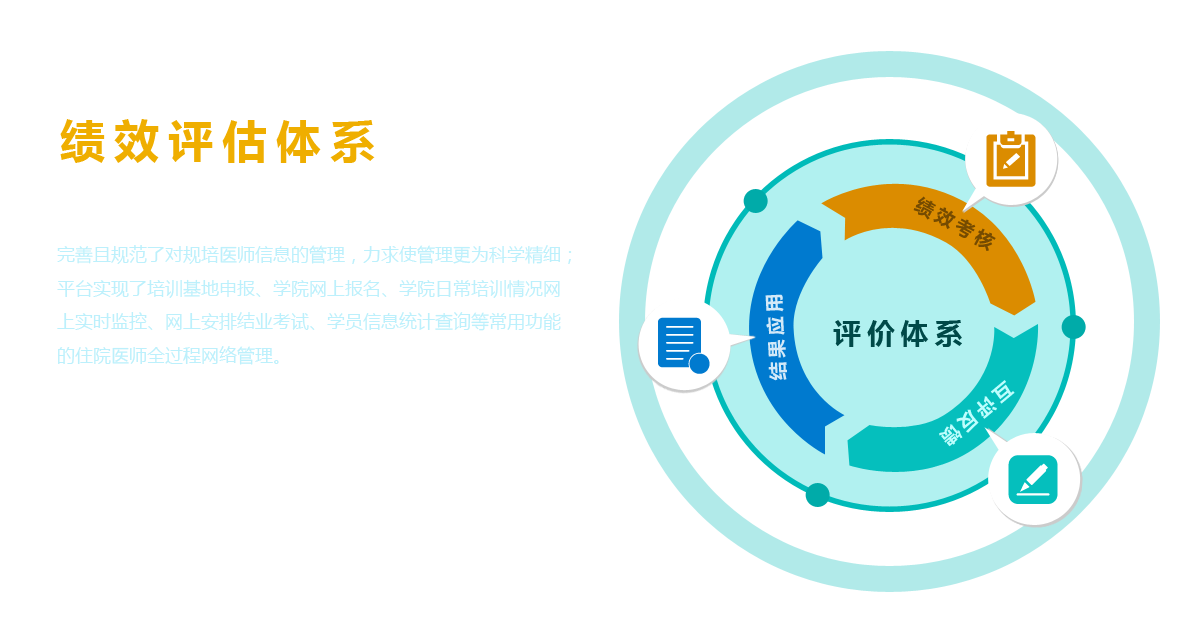 绩效评估体系
完善且规范了对规培医师信息的管理，力求使管理更为科学精细；
平台实现了培训基地申报、学院网上报名、学院日常培训情况网
上实时监控、网上安排结业考试、学员信息统计查询等常用功能
的住院医师全过程网络管理。
绩效考核
结果应用
评价体系
互评反馈